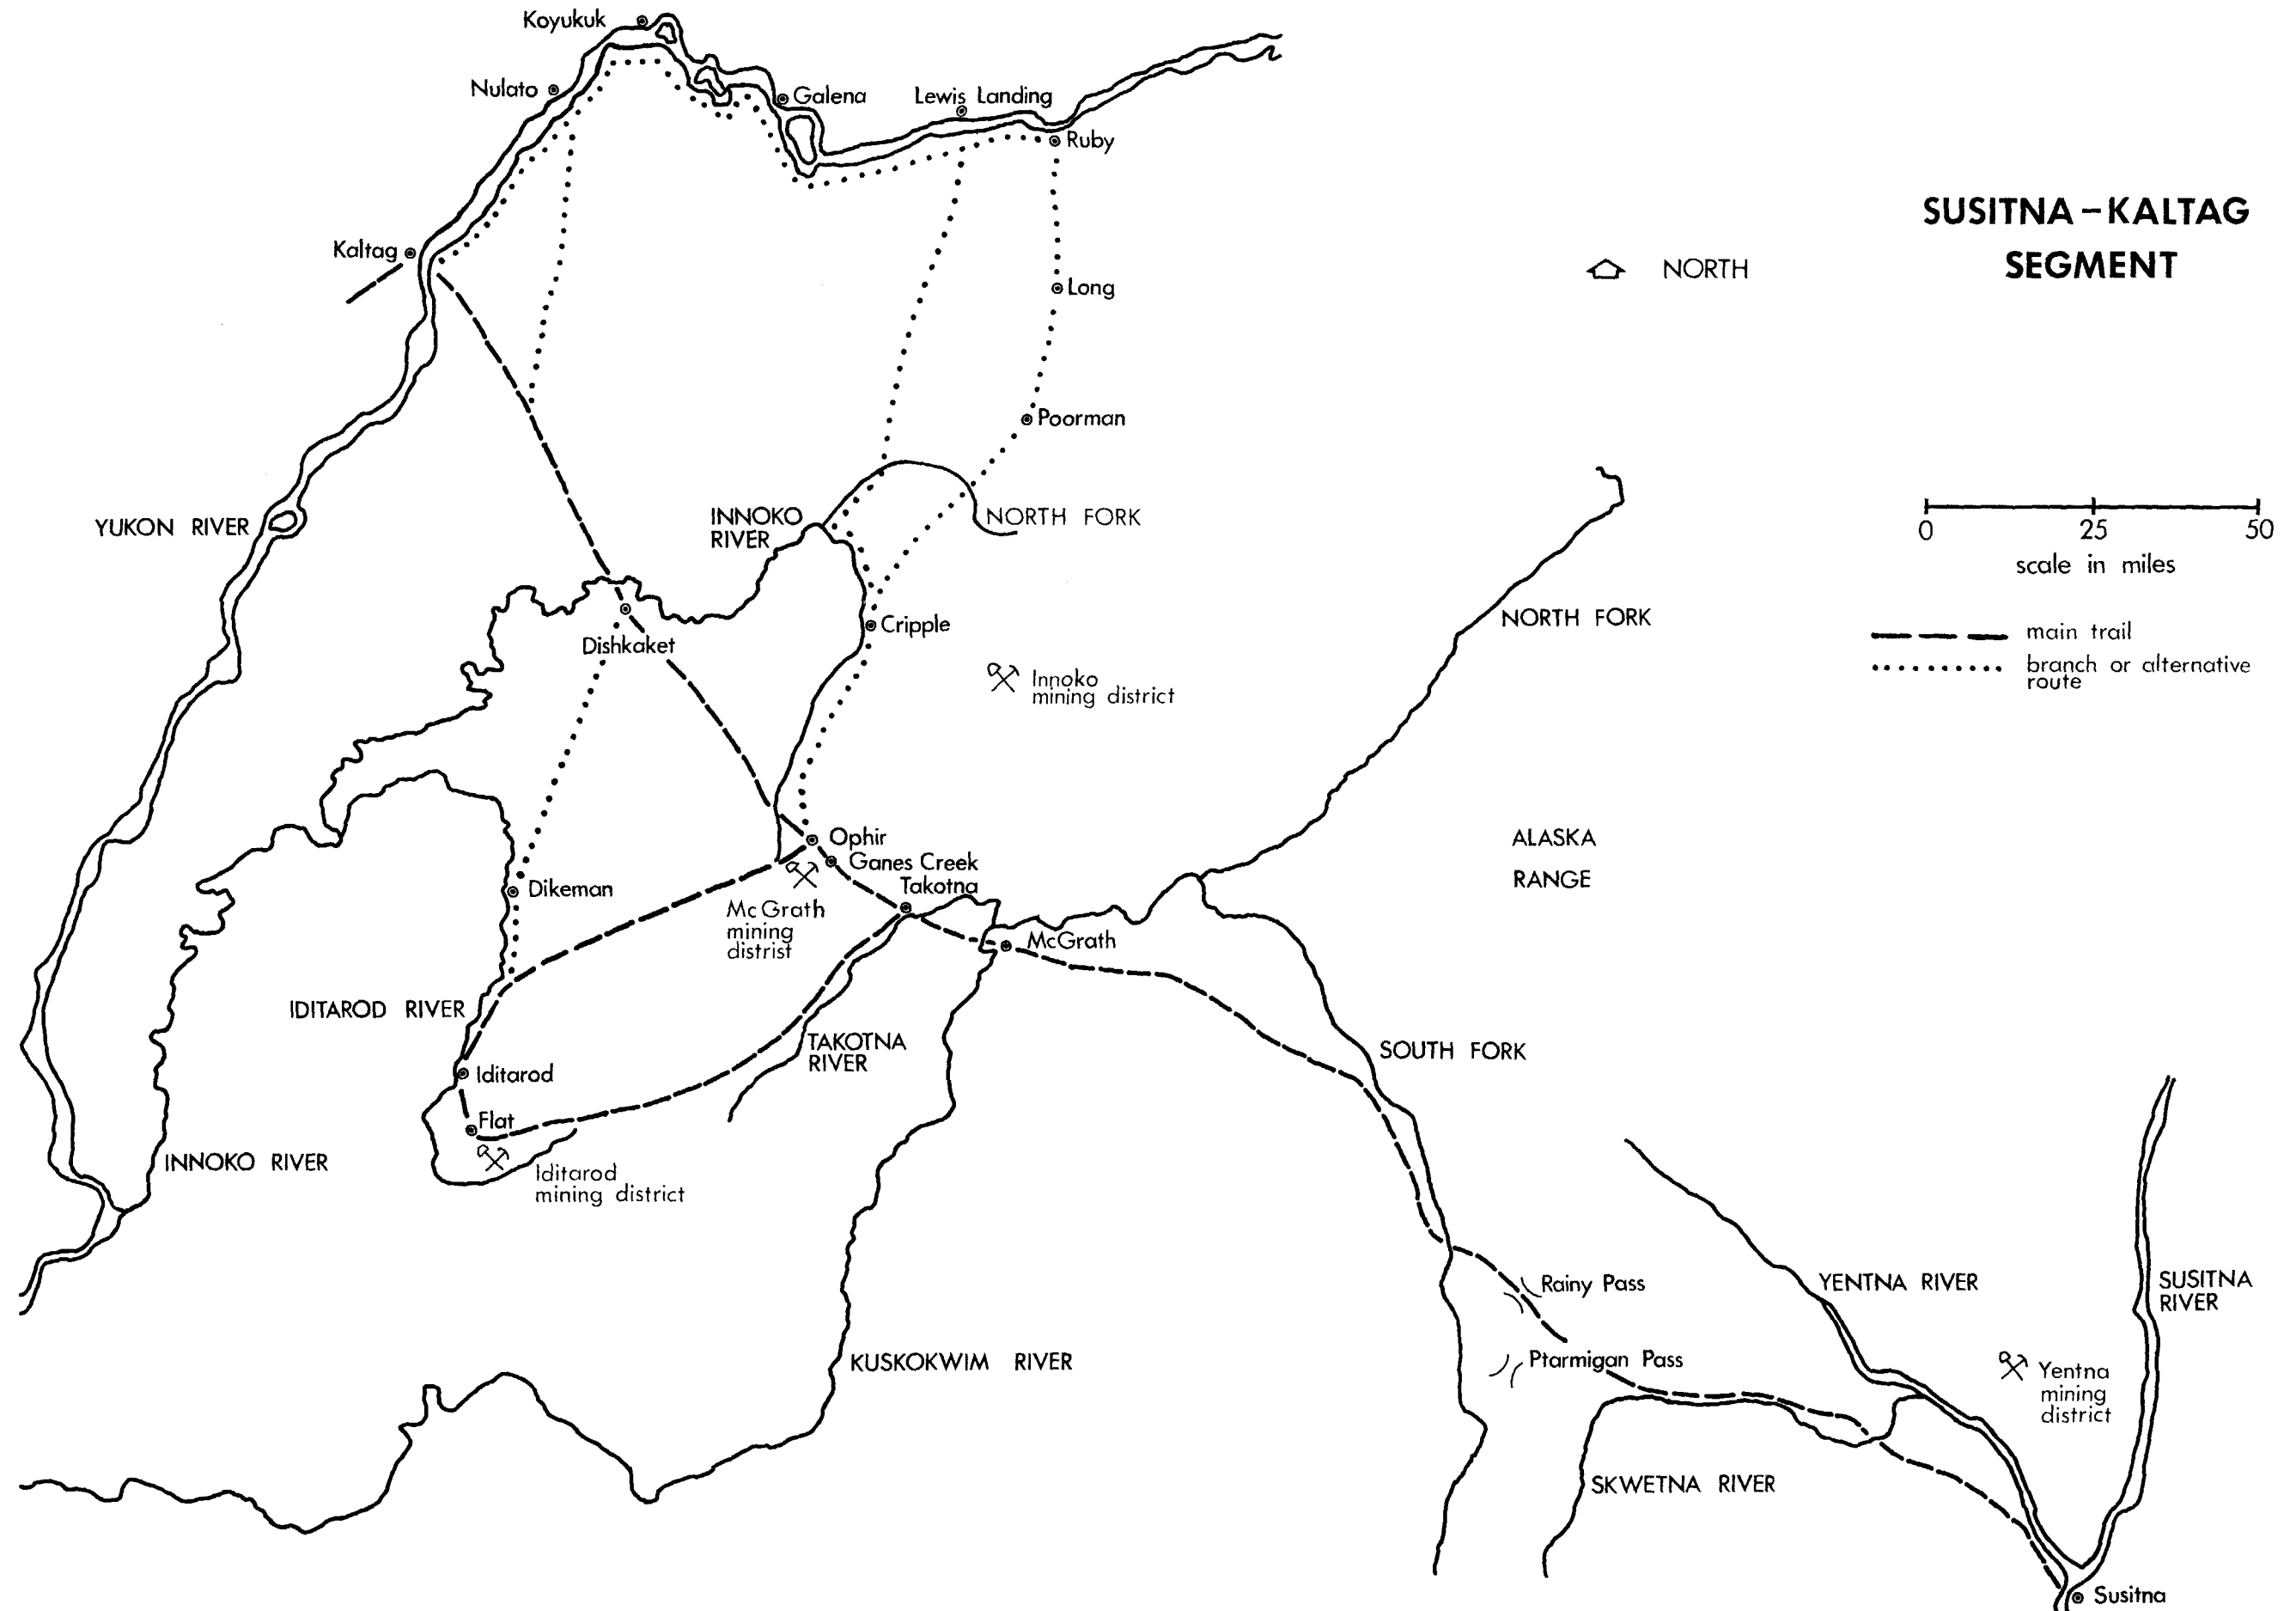 Koyukuk
Nulato
Galena
Lewis Landing
Ruby
SUSITNA – KALTAG
SEGMENT
Kaltag
NORTH
Long
Poorman
YUKON RIVER
INNOKO
RIVER
NORTH FORK
0 25 50
scale in miles
Dishkaket
Cripple
NORTH FORK
main trail
branch or alternative
route
Innoko
mining district
Ophir
Ganes Creek
Takotna
ALASKA
RANGE
Dikeman
Mc Grath
mining
distrist
McGrath
IDITAROD RIVER
TAKOTNA
RIVER
SOUTH FORK
Iditarod
Flat
INNOKO RIVER
Iditarod
mining district
Rainy Pass
YENTNA RIVER
SUSITNA
RIVER
KUSKOKWIM RIVER
Ptarmigan Pass
Yentna
mining
district
SKWETNA RIVER
Susitna